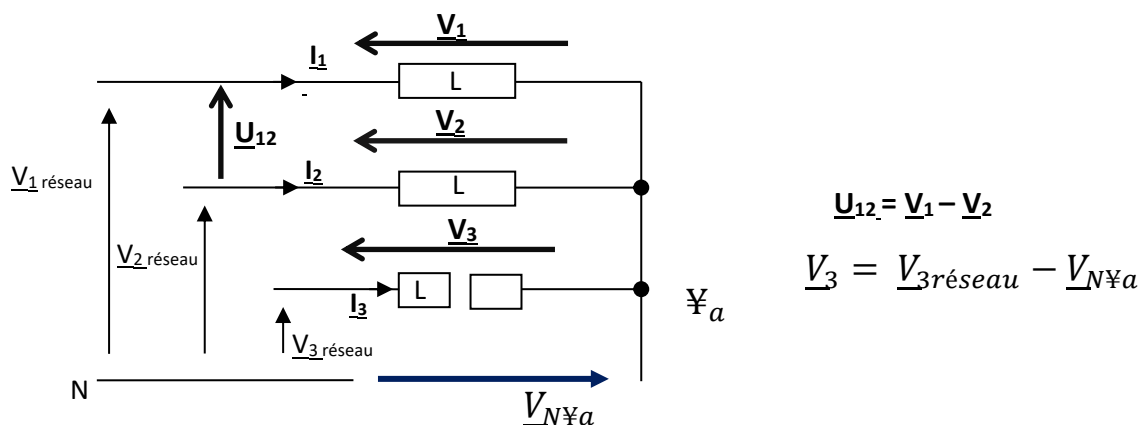 V1
I1
L
V2
U12
V1 réseau
I2
L
U12 = V1 – V2
V3
V2 réseau
V3 = V3réseau − VN¥a
L
I3
¥a
V3 réseau
N
VN¥a